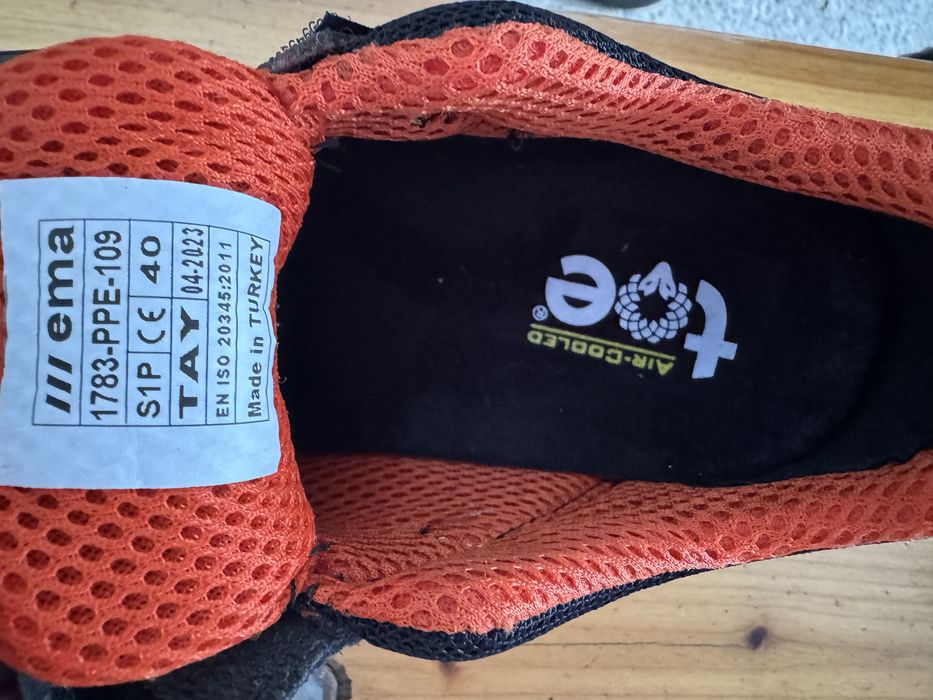 /// ema
1783-PPE-109
S1P CE 40
TAY 04-2023
EN ISO 20345:2011
Made in TURKEY
toe®
AIR-COOLED